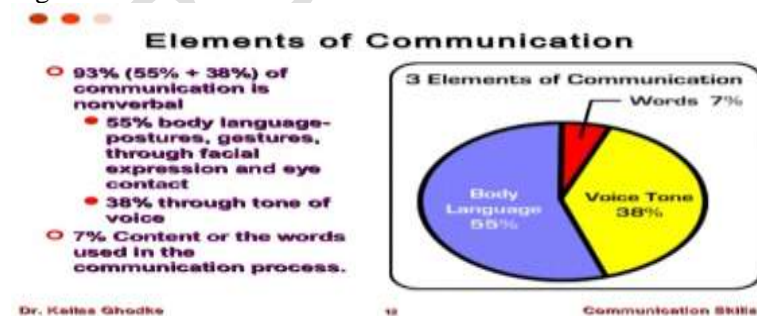 Elements of Communication
93% (55% + 38%) of
communication is
nonverbal
55% body language-
postures, gestures,
through facial
expression and eye
contact
38% through tone of
voice
7% Content or the words
used in the
communication process.
3 Elements of Communication
Words 7%
Body
Language
55%
Voice Tone
38%
Dr. Kailas Ghodke
12
Communication Skills